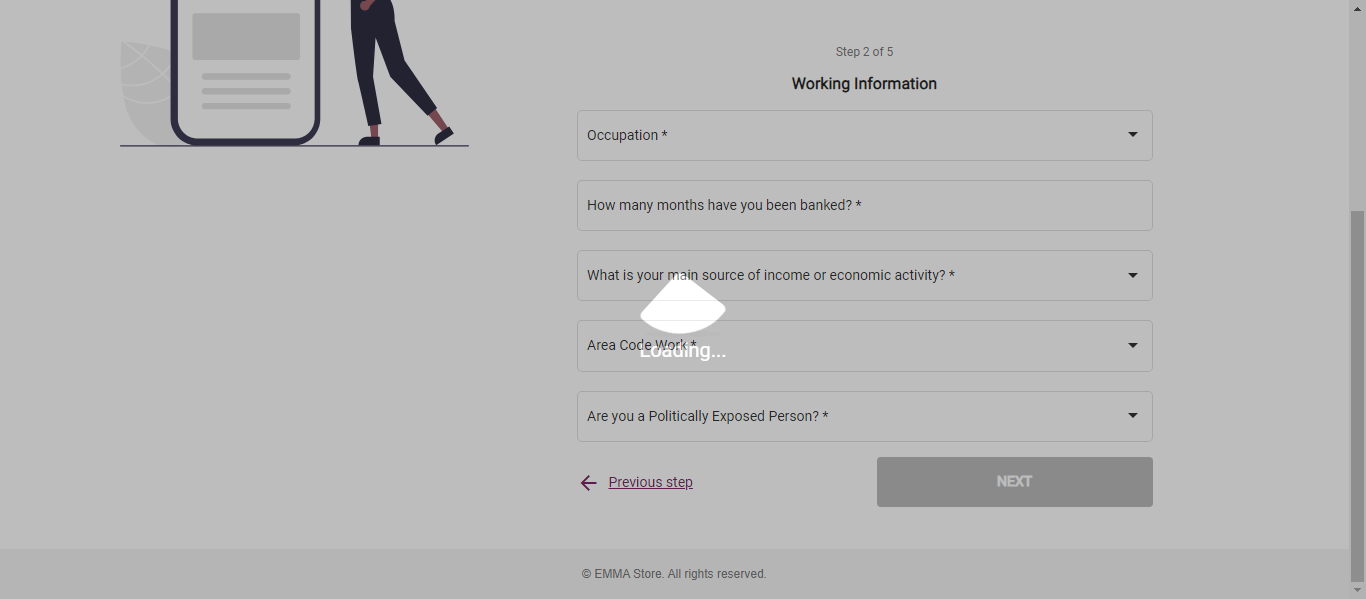 Step 2 of 5
Working Information
Occupation *
How many months have you been banked? *
What is your main source of income or economic activity? *
Area Code Work *
Loading...
Are you a Politically Exposed Person? *
Previous step
NEXT
© EMMA Store. All rights reserved.